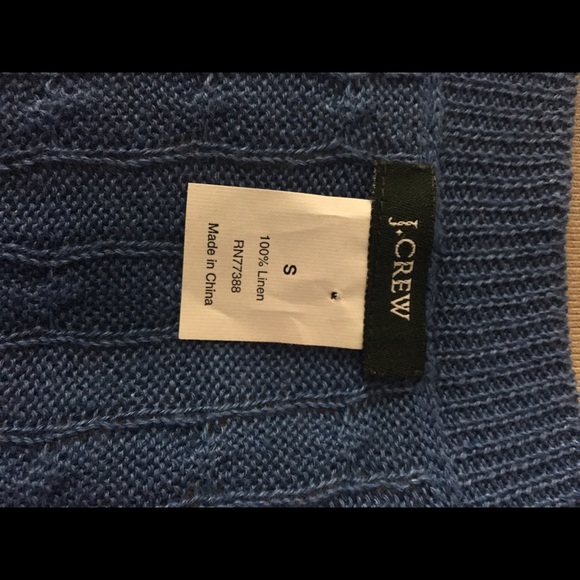 J.CREW
S
100% Linen
RN77388
Made in China